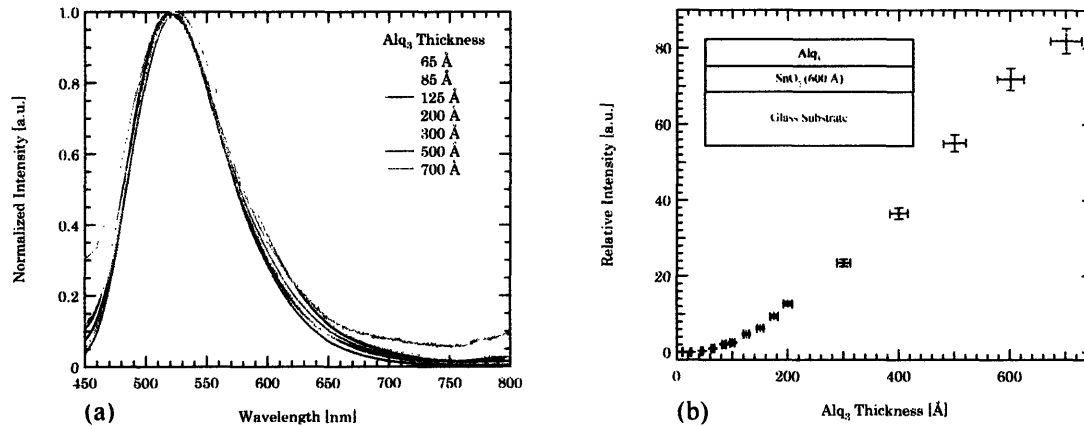 Normalized Intensity [a.u.]
1.0
0.8
0.6
0.4
0.2
0
450
500
550
600
650
700
750
800
Wavelength [nm]
(a)
Alq₃ Thickness
65 Å
85 Å
125 Å
200 Å
300 Å
500 Å
700 Å
Relative Intensity [a.u.]
80
60
40
20
0
0
200
400
600
Alq₃ Thickness [Å]
(b)
Alq₃
SnO₂ (600 Å)
Glass Substrate